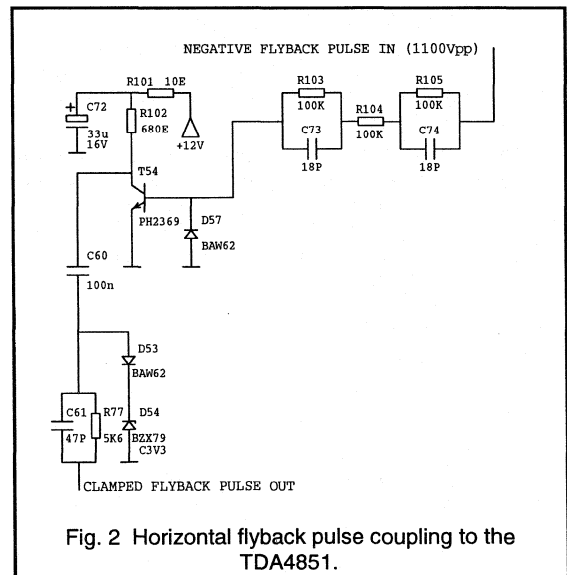 NEGATIVE FLYBACK PULSE IN (1100Vpp)
R101 10E
R103
100K
R105
100K
+
C72
33u
16V
R102
680E
+12V
R104
100K
C73
18P
C74
18P
T54
PH2369
D57
BAW62
C60
100n
D53
BAW62
C61
47P
R77
5K6
D54
BZX79
C3V3
CLAMPED FLYBACK PULSE OUT
Fig. 2 Horizontal flyback pulse coupling to the
TDA4851.